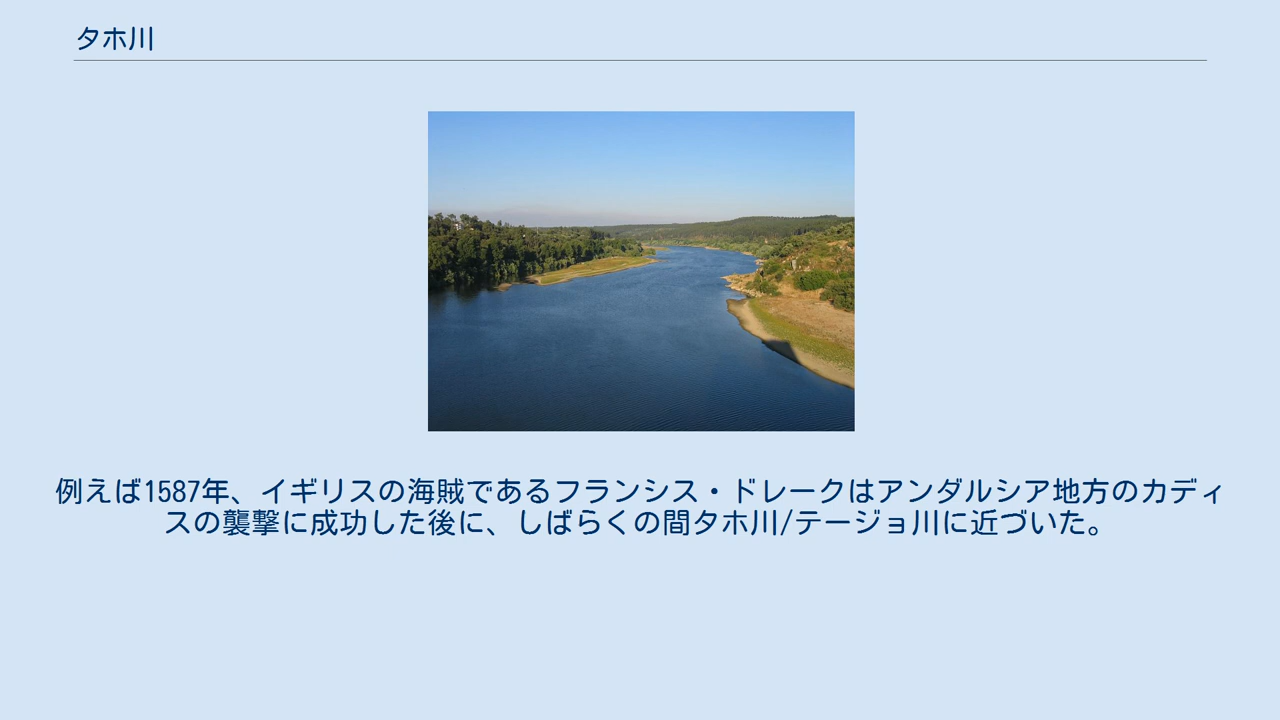 タホ川
例えば1587年、イギリスの海賊であるフランシス・ドレークはアンダルシア地方のカディ
スの襲撃に成功した後に、しばらくの間タホ川/テージョ川に近づいた。